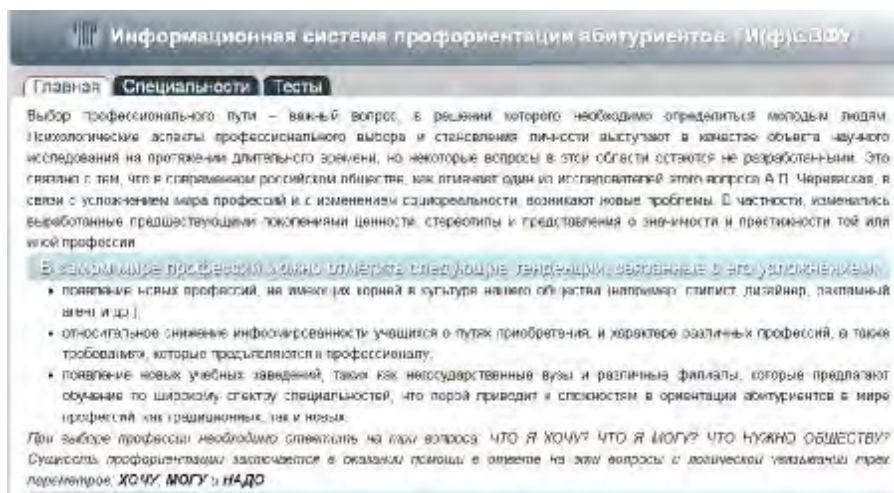 Информационная система профориентации абитуриентов ТИ(ф)СВФУ
Главная Специальности Тесты
Выбор профессионального пути – важный вопрос, в решении которого необходимо определиться молодым людям.
Психологические аспекты профессионального выбора и становления личности выступают в качестве объекта научного
исследования на протяжении длительного времени, но некоторые вопросы в этой области остаются не разработанными. Это
связано с тем, что в современном российском обществе, как отмечает один из исследователей этого вопроса А.П. Чернявская, в
связи с усложнением мира профессий и с изменением социореальности, возникают новые проблемы. В частности, изменились
выработанные предшествующими поколениями ценности, стереотипы и представления о значимости и престижности той или
иной профессии.
В самом мире профессий можно отметить следующие тенденции, связанные с его усложнением:
• появление новых профессий, не имеющих корней в культуре нашего общества (например, стилист, дизайнер, рекламный
агент и др.);
• относительное снижение информированности учащихся о путях приобретения, и характере различных профессий, а также
требованиях, которые предъявляются к профессионалу;
• появление новых учебных заведений, таких как негосударственные вузы и различные филиалы, которые предлагают
обучение по широкому спектру специальностей, что порой приводит к сложностям в ориентации абитуриентов в мире
профессий, как традиционных, так и новых.
При выборе профессии необходимо ответить на три вопроса: ЧТО Я ХОЧУ? ЧТО Я МОГУ? ЧТО НУЖНО ОБЩЕСТВУ?
Сущность профориентации заключается в оказании помощи в ответе на эти вопросы и логической увязывании трех
параметров: ХОЧУ, МОГУ и НАДО